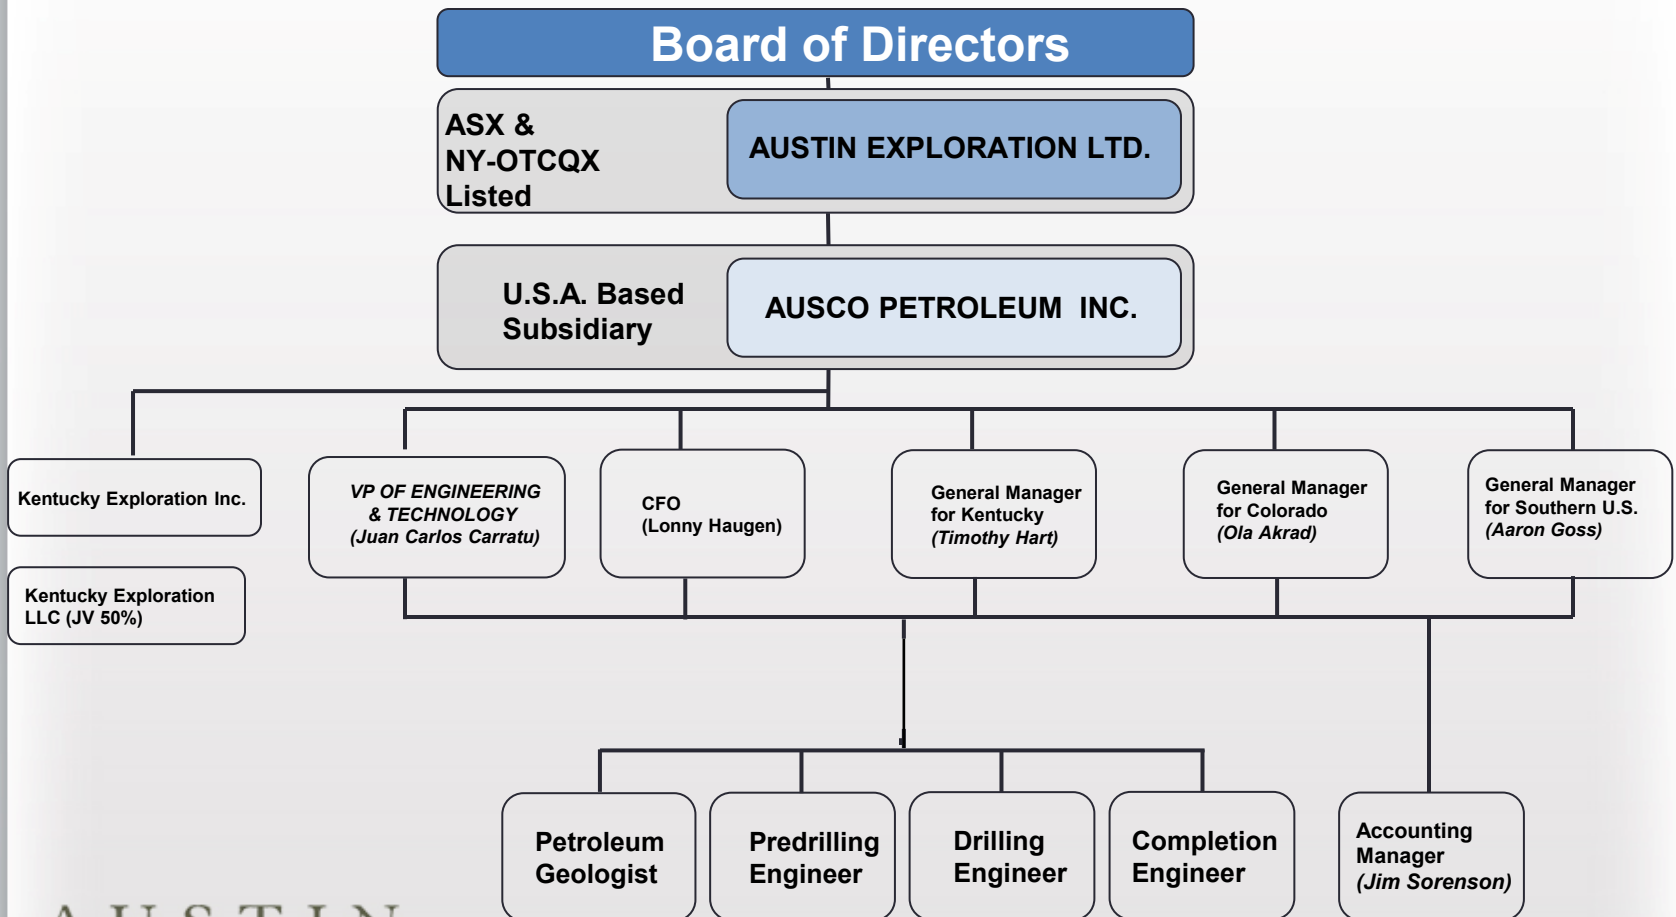 Board of Directors
ASX &
NY-OTCQX
Listed
AUSTIN EXPLORATION LTD.
U.S.A. Based
Subsidiary
AUSCO PETROLEUM  INC.
Kentucky Exploration Inc.
Kentucky Exploration
LLC (JV 50%)
VP OF ENGINEERING
& TECHNOLOGY
(Juan Carlos Carratu)
CFO
(Lonny Haugen)
General Manager
for Kentucky
(Timothy Hart)
General Manager
for Colorado
(Ola Akrad)
General Manager
for Southern U.S.
(Aaron Goss)
Petroleum
Geologist
Predrilling
Engineer
Drilling
Engineer
Completion
Engineer
Accounting
Manager
(Jim Sorenson)
AUSTIN